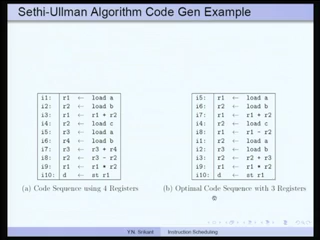 Sethi-Ullman Algorithm Code Gen Example
i1: r1 ← load a
i2: r2 ← load b
i3: r1 ← r1 * r2
i4: r2 ← load c
i5: r3 ← load a
i6: r4 ← load b
i7: r3 ← r3 + r4
i8: r2 ← r3 - r2
i9: r1 ← r1 * r2
i10: d ← st r1
(a) Code Sequence using 4 Registers
i5: r1 ← load a
i6: r2 ← load b
i7: r1 ← r1 + r2
i4: r2 ← load c
i8: r1 ← r1 - r2
i1: r2 ← load a
i2: r3 ← load b
i3: r2 ← r2 + r3
i9: r1 ← r1 * r2
i10: d ← st r1
(b) Optimal Code Sequence with 3 Registers
Y.N. Srikant Instruction Scheduling